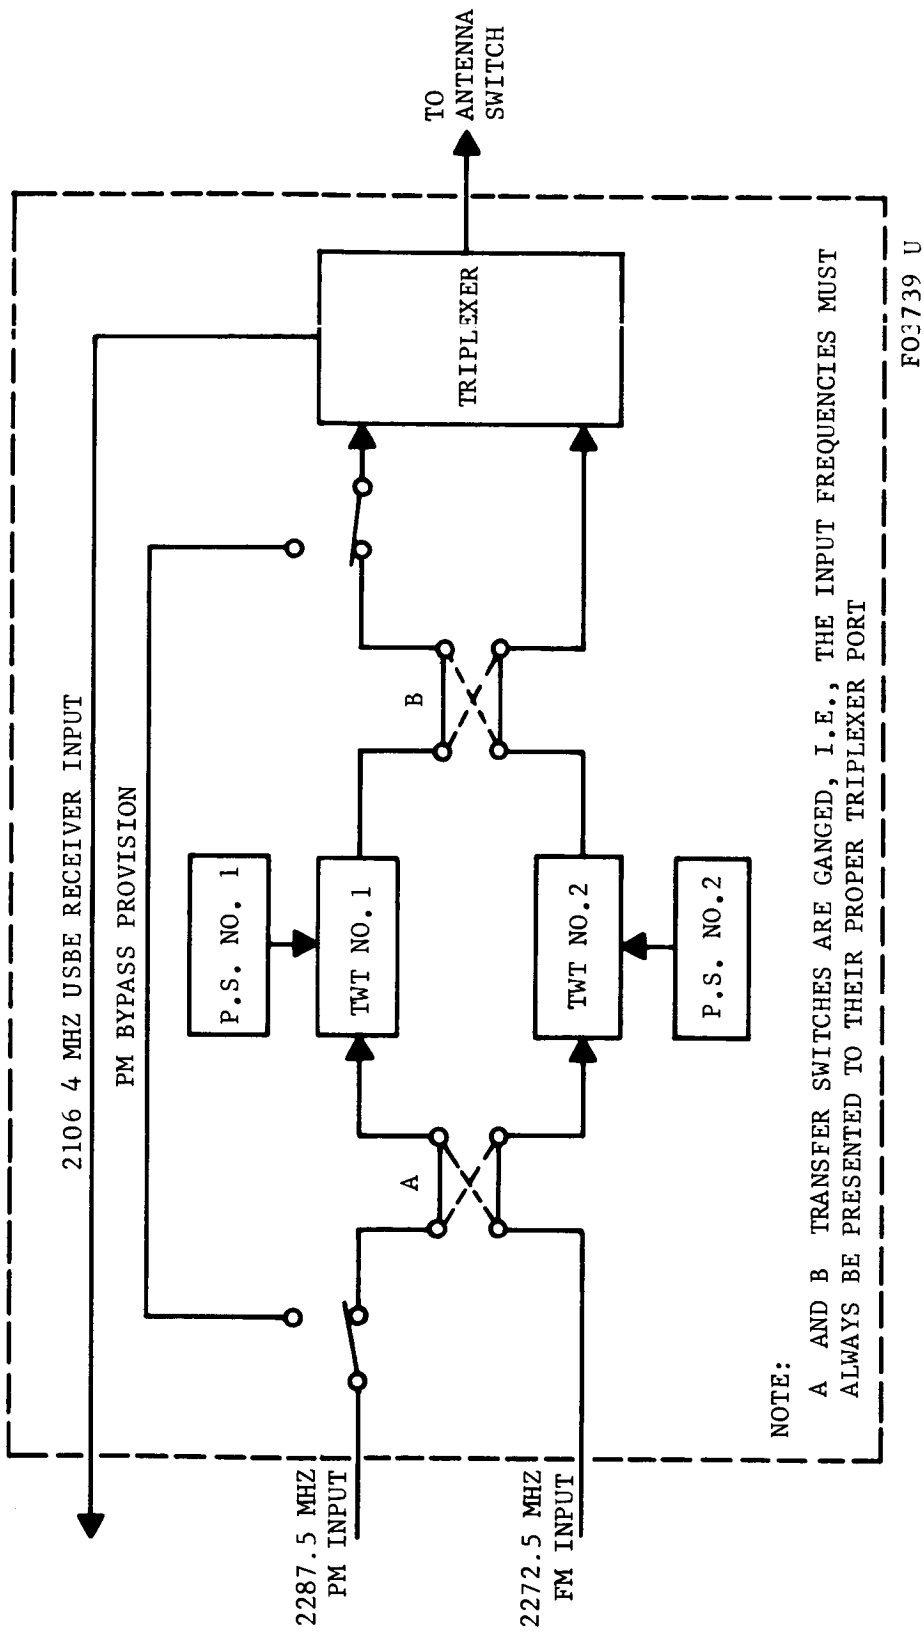 2106 4 MHZ USBE RECEIVER INPUT
PM BYPASS PROVISION
P.S. NO. 1
TWT NO. 1
A
B
TRIPLEXER
TO
ANTENNA
SWITCH
2287.5 MHZ
PM INPUT
2272.5 MHZ
FM INPUT
TWT NO.2
P.S. NO.2
NOTE:
A AND B TRANSFER SWITCHES ARE GANGED, I.E., THE INPUT FREQUENCIES MUST
ALWAYS BE PRESENTED TO THEIR PROPER TRIPLEXER PORT
F03739 U